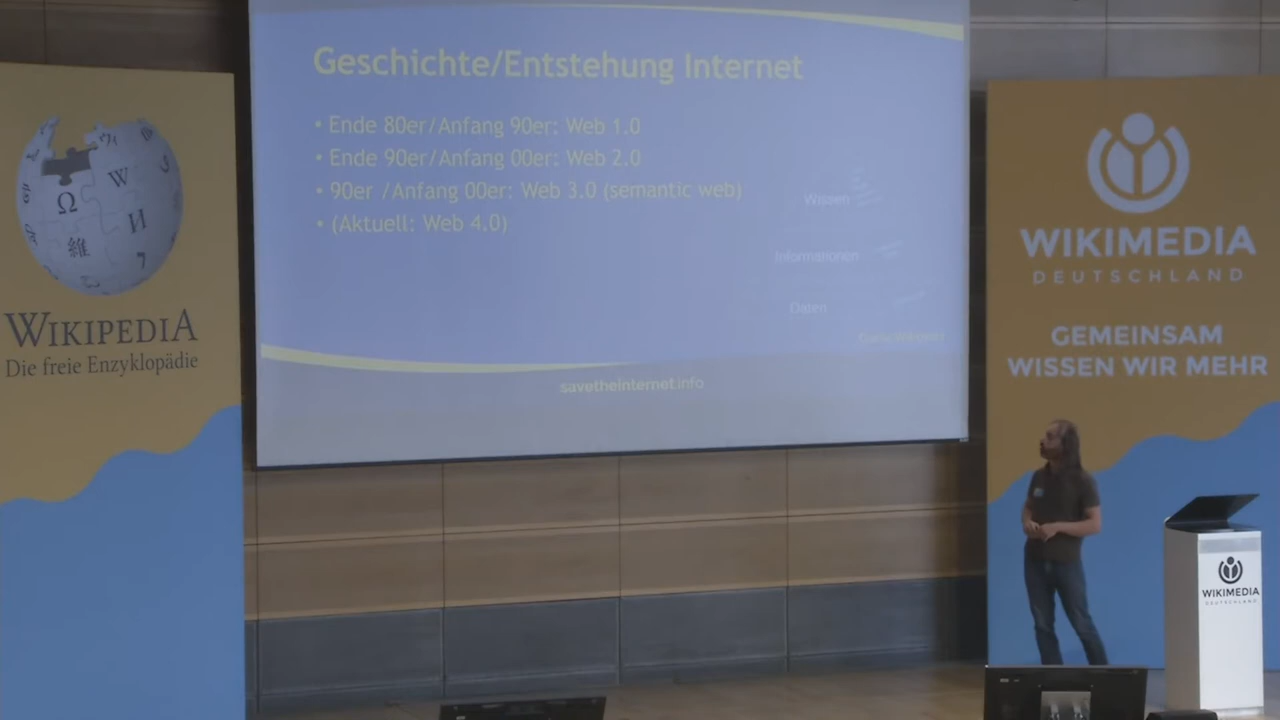 Geschichte/Entstehung Internet
• Ende 80er/Anfang 90er: Web 1.0
• Ende 90er/Anfang 00er: Web 2.0
• 90er /Anfang 00er: Web 3.0 (semantic web)
• (Aktuell: Web 4.0)
Wissen
Informationen
Daten
savetheinternet.info
Ω
W
И
維
7
WIKIPEDIA
Die freie Enzyklopädie
WIKIMEDIA
DEUTSCHLAND
GEMEINSAM
WISSEN WIR MEHR
WIKIMEDIA
DEUTSCHLAND